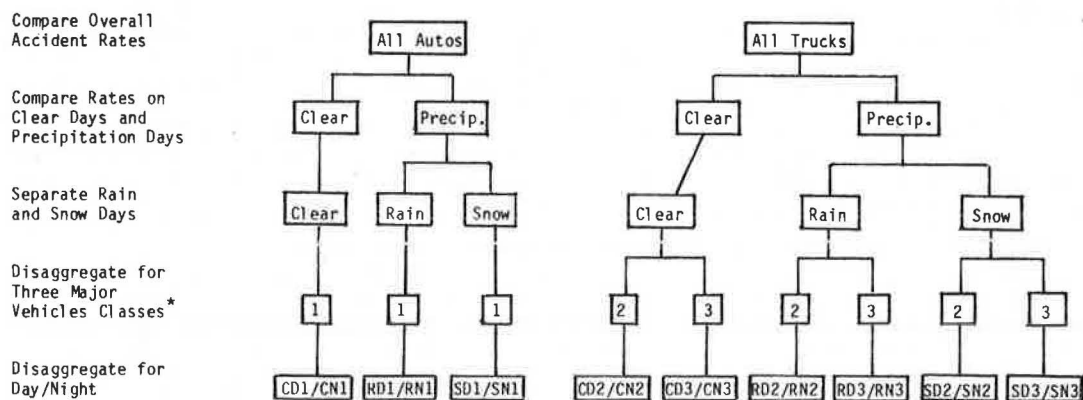 Compare Overall
Accident Rates
All Autos
All Trucks
Compare Rates on
Clear Days and
Precipitation Days
Clear
Precip.
Clear
Precip.
Separate Rain
and Snow Days
Clear
Rain
Snow
Clear
Rain
Snow
Disaggregate for
Three Major
Vehicles Classes*
1
1
1
2
3
2
3
2
3
Disaggregate for
Day/Night
CD1/CN1
RD1/RN1
SD1/SN1
CD2/CN2
CD3/CN3
RD2/RN2
RD3/RN3
SD2/SN2
SD3/SN3